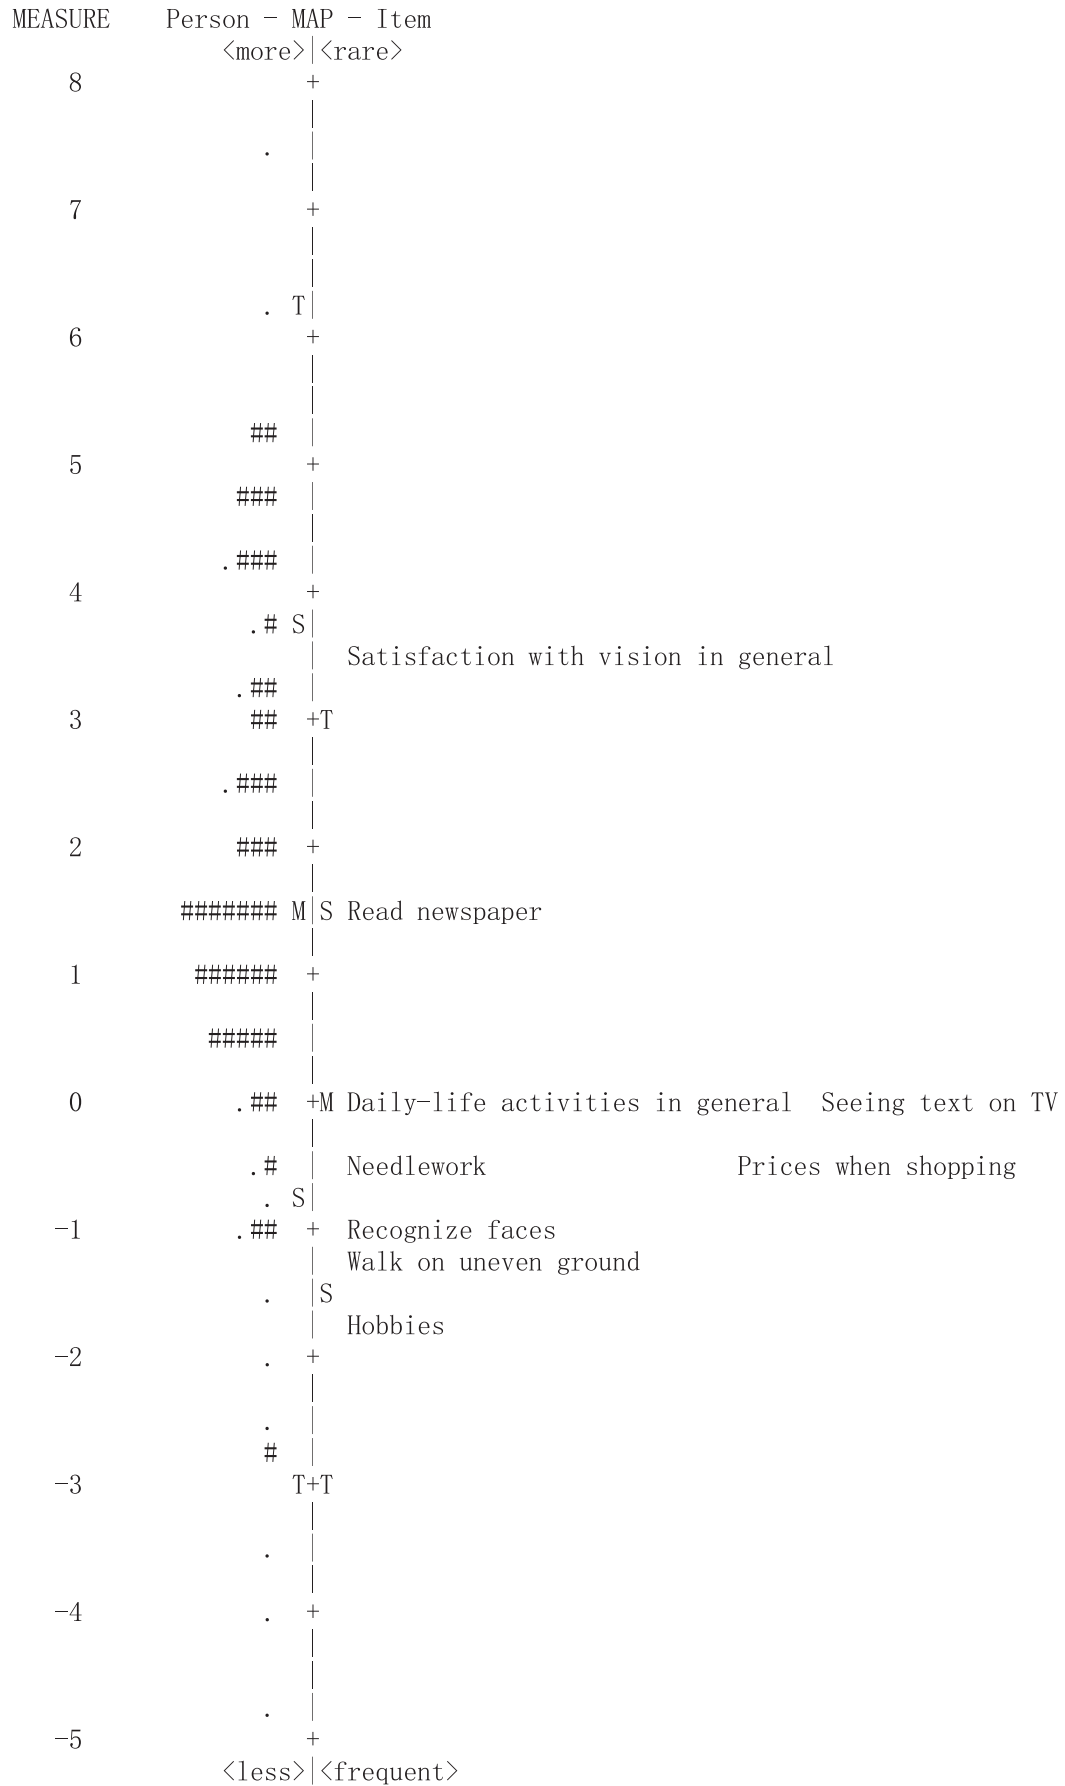 MEASURE    Person - MAP - Item
               <more>|<rare>
    8                +
                     |
                  .  |
                     |
    7                +
                     |
                     |
                  . T|
    6                +
                     |
                     |
                 ##  |
    5                +
                ###  |
                     |
               .###  |
    4                +
                 .# S|
                     |  Satisfaction with vision in general
                .##  |
    3            ##  +T
                     |
               .###  |
                     |
    2           ###  +
                     |
            ####### M|S Read newspaper
                     |
    1        ######  +
                     |
              #####  |
                     |
    0           .##  +M Daily-life activities in general  Seeing text on TV
                     |
                 .#  |  Needlework                  Prices when shopping
                  . S|
   -1           .##  +  Recognize faces
                     |  Walk on uneven ground
                  .  |S
                     |  Hobbies
   -2             .  +
                     |
                  .  |
                  #  |
   -3               T+T
                     |
                  .  |
                     |
   -4             .  +
                     |
                     |
                  .  |
   -5                +
               <less>|<frequent>